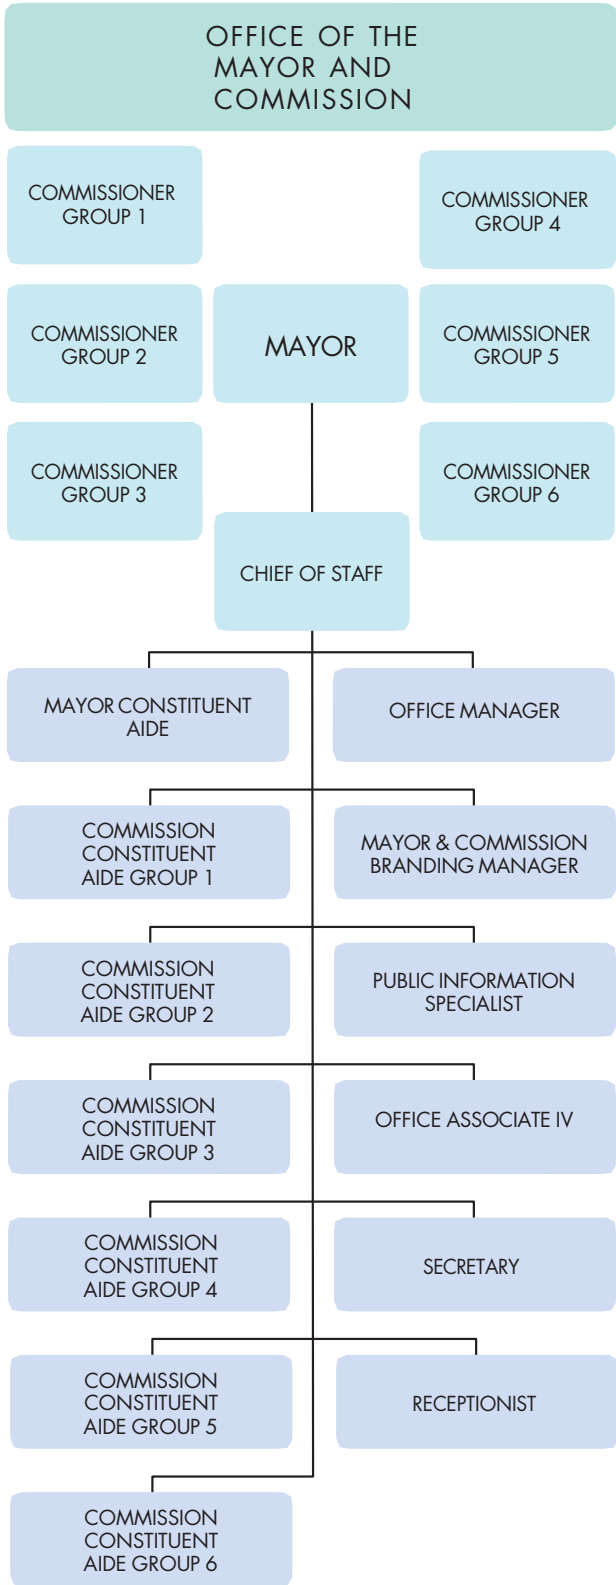 OFFICE OF THE
MAYOR AND
COMMISSION
COMMISSIONER
GROUP 1
COMMISSIONER
GROUP 4
COMMISSIONER
GROUP 2
MAYOR
COMMISSIONER
GROUP 5
COMMISSIONER
GROUP 3
COMMISSIONER
GROUP 6
CHIEF OF STAFF
MAYOR CONSTITUENT
AIDE
OFFICE MANAGER
COMMISSION
CONSTITUENT
AIDE GROUP 1
MAYOR & COMMISSION
BRANDING MANAGER
COMMISSION
CONSTITUENT
AIDE GROUP 2
PUBLIC INFORMATION
SPECIALIST
COMMISSION
CONSTITUENT
AIDE GROUP 3
OFFICE ASSOCIATE IV
COMMISSION
CONSTITUENT
AIDE GROUP 4
SECRETARY
COMMISSION
CONSTITUENT
AIDE GROUP 5
RECEPTIONIST
COMMISSION
CONSTITUENT
AIDE GROUP 6